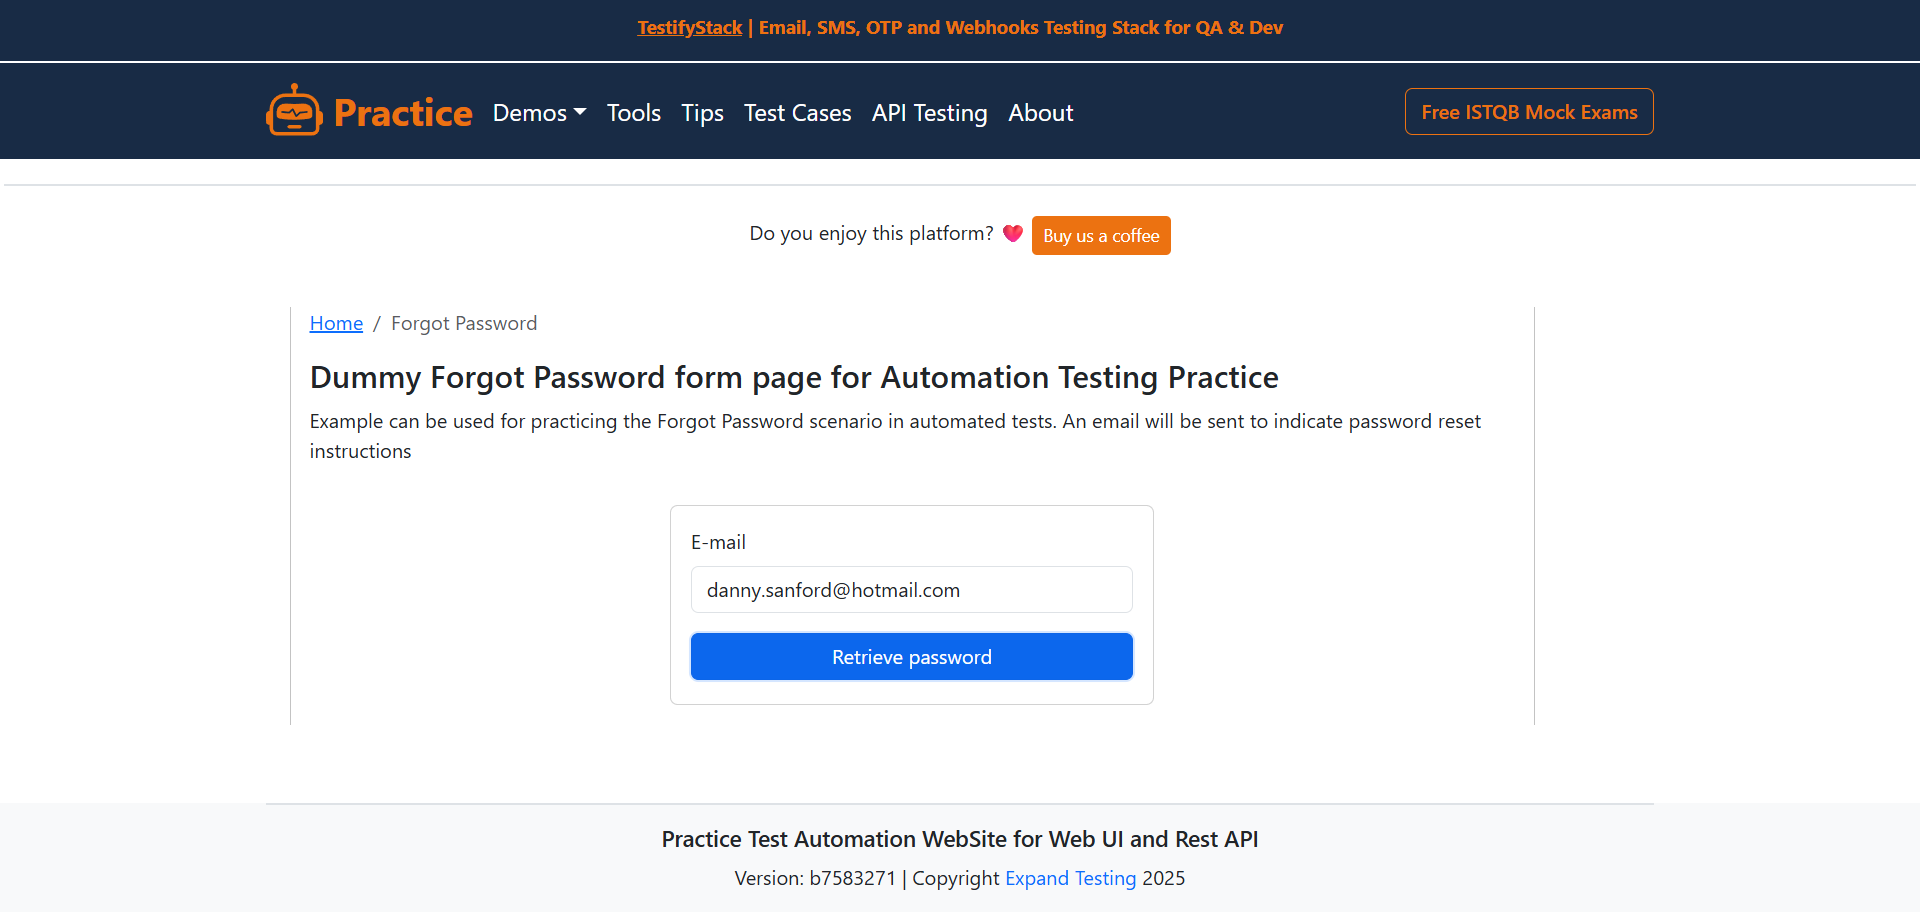 TestifyStack | Email, SMS, OTP and Webhooks Testing Stack for QA & Dev
Practice Demos Tools Tips Test Cases API Testing About Free ISTQB Mock Exams
Do you enjoy this platform? Buy us a coffee
Home / Forgot Password
Dummy Forgot Password form page for Automation Testing Practice
Example can be used for practicing the Forgot Password scenario in automated tests. An email will be sent to indicate password reset
instructions
E-mail
danny.sanford@hotmail.com
Retrieve password
Practice Test Automation WebSite for Web UI and Rest API
Version: b7583271 | Copyright Expand Testing 2025